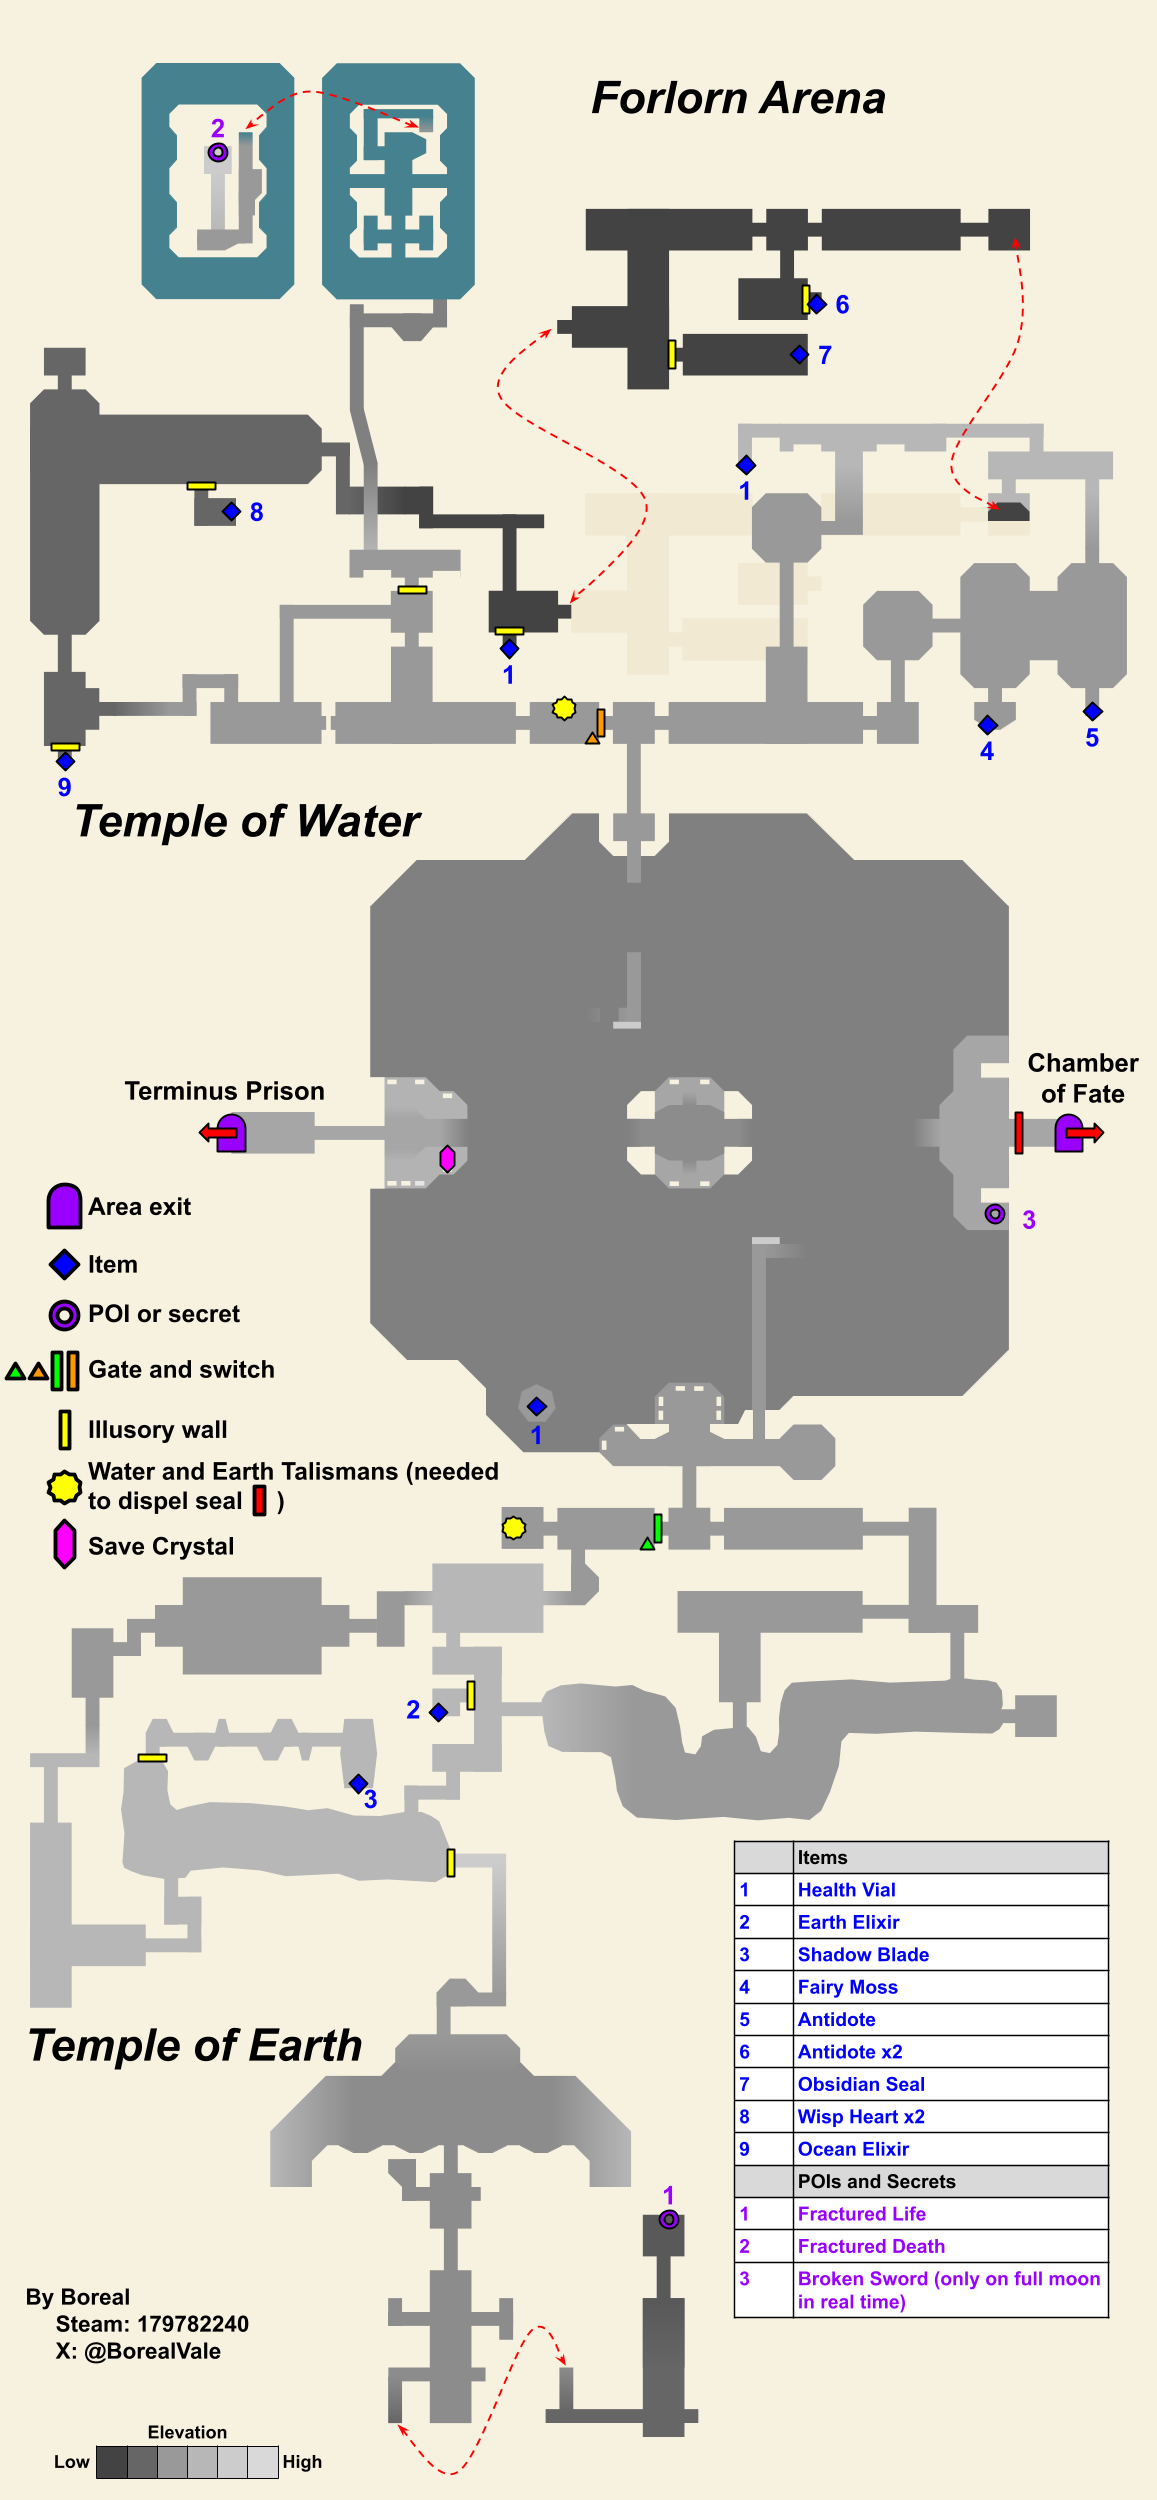 Forlorn Arena
2
6
7
1
8
1
4
5
9
Temple of Water
Terminus Prison
Chamber
of Fate
3
Area exit
Item
POI or secret
Gate and switch
1
Illusory wall
Water and Earth Talismans (needed
to dispel seal )
Save Crystal
2
3
Items
1 Health Vial
2 Earth Elixir
3 Shadow Blade
4 Fairy Moss
5 Antidote
6 Antidote x2
7 Obsidian Seal
8 Wisp Heart x2
9 Ocean Elixir
POIs and Secrets
1 Fractured Life
2 Fractured Death
3 Broken Sword (only on full moon
in real time)
Temple of Earth
1
By Boreal
Steam: 179782240
X: @BorealVale
Elevation
Low High